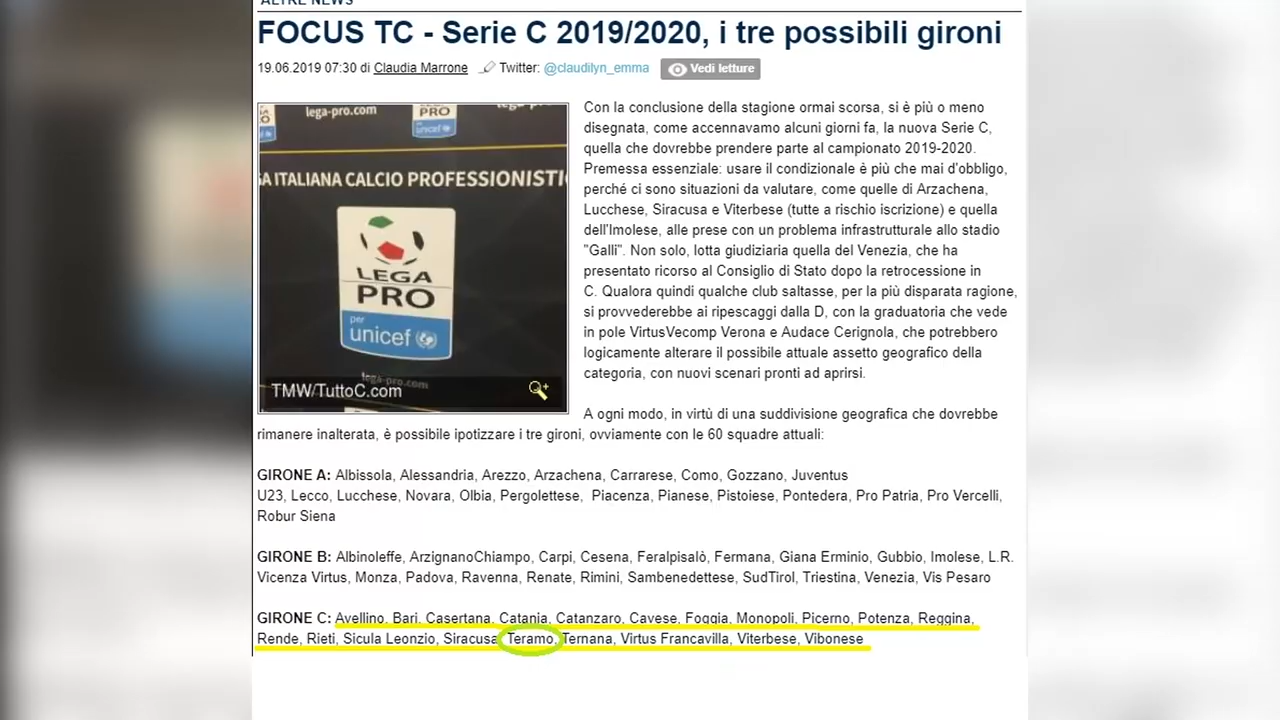 ALTRE NEWS
FOCUS TC - Serie C 2019/2020, i tre possibili gironi
19.06.2019 07:30 di Claudia Marrone Twitter: @claudilyn_emma Vedi letture
lega-pro.com
PRO
unicef
GA ITALIANA CALCIO PROFESSIONISTI
LEGA
PRO
per
unicef
lega-pro.com
TMW/TuttoC.com
Con la conclusione della stagione ormai scorsa, si è più o meno
disegnata, come accennavamo alcuni giorni fa, la nuova Serie C,
quella che dovrebbe prendere parte al campionato 2019-2020.
Premessa essenziale: usare il condizionale è più che mai d'obbligo,
perché ci sono situazioni da valutare, come quelle di Arzachena,
Lucchese, Siracusa e Viterbese (tutte a rischio iscrizione) e quella
dell'Imolese, alle prese con un problema infrastrutturale allo stadio
"Galli". Non solo, lotta giudiziaria quella del Venezia, che ha
presentato ricorso al Consiglio di Stato dopo la retrocessione in
C. Qualora quindi qualche club saltasse, per la più disparata ragione,
si provvederebbe ai ripescaggi dalla D, con la graduatoria che vede
in pole VirtusVecomp Verona e Audace Cerignola, che potrebbero
logicamente alterare il possibile attuale assetto geografico della
categoria, con nuovi scenari pronti ad aprirsi.
A ogni modo, in virtù di una suddivisione geografica che dovrebbe
rimanere inalterata, è possibile ipotizzare i tre gironi, ovviamente con le 60 squadre attuali:
GIRONE A: Albissola, Alessandria, Arezzo, Arzachena, Carrarese, Como, Gozzano, Juventus
U23, Lecco, Lucchese, Novara, Olbia, Pergolettese, Piacenza, Pianese, Pistoiese, Pontedera, Pro Patria, Pro Vercelli,
Robur Siena
GIRONE B: Albinoleffe, ArzignanoChiampo, Carpi, Cesena, Feralpisalò, Fermana, Giana Erminio, Gubbio, Imolese, L.R.
Vicenza Virtus, Monza, Padova, Ravenna, Renate, Rimini, Sambenedettese, SudTirol, Triestina, Venezia, Vis Pesaro
GIRONE C: Avellino, Bari, Casertana, Catania, Catanzaro, Cavese, Foggia, Monopoli, Picerno, Potenza, Reggina,
Rende, Rieti, Sicula Leonzio, Siracusa, Teramo, Ternana, Virtus Francavilla, Viterbese, Vibonese